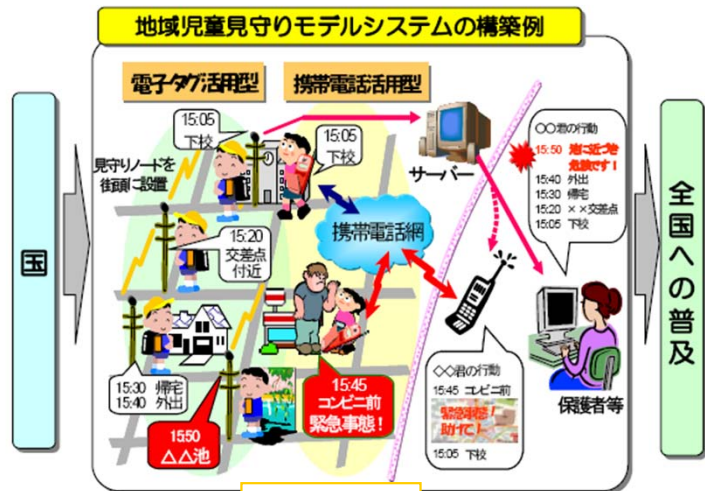 地域児童見守りモデルシステムの構築例
電子タグ活用型
携帯電話活用型
15:05
下校
15:05
下校
見守りノードを
街頭に設置
サーバー
〇〇君の行動
15:50 池に近づき
危険です！
15:40 外出
15:30 帰宅
15:20 ××交差点
15:05 下校
国
15:20
交差点
付近
携帯電話網
全国への普及
15:30 帰宅
15:40 外出
15:45
コンビニ前
緊急事態！
15:50
△△池
◇◇君の行動
15:45 コンビニ前
緊急事態！
助けて！
15:05 下校
保護者等